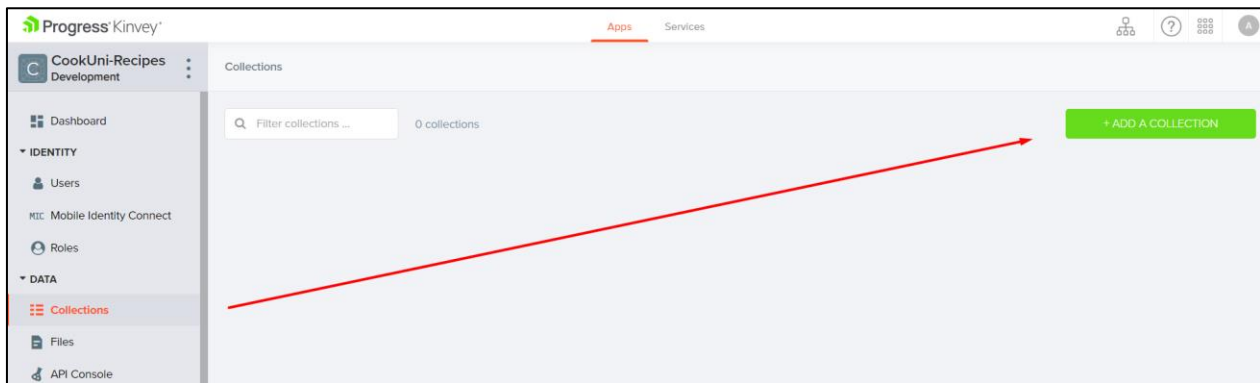 Progress Kinvey
Apps Services
A
C CookUni-Recipes
Development
Collections
Dashboard
Filter collections ...
0 collections
+ ADD A COLLECTION
IDENTITY
Users
MIC Mobile Identity Connect
Roles
DATA
Collections
Files
API Console